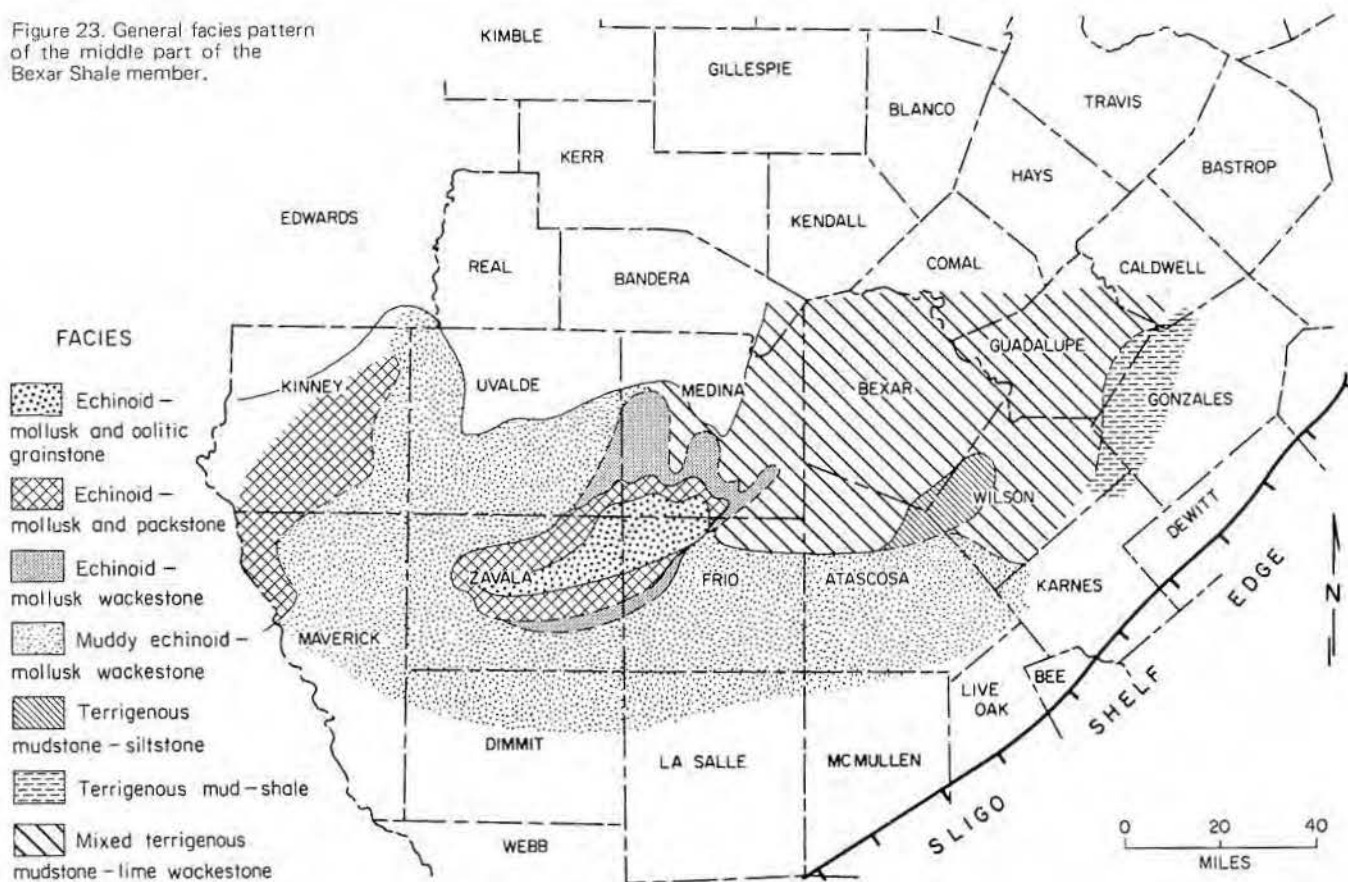 Figure 23. General facies pattern
of the middle part of the
Bexar Shale member.
KIMBLE
GILLESPIE
BLANCO
TRAVIS
KERR
HAYS
BASTROP
EDWARDS
KENDALL
REAL
BANDERA
COMAL
CALDWELL
FACIES
KINNEY
UVALDE
MEDINA
BEXAR
GUADALUPE
GONZALES
Echinoid –
mollusk and oolitic
grainstone
Echinoid –
mollusk and packstone
WILSON
DEWITT
Echinoid –
mollusk wackestone
ZAVALA
FRIO
ATASCOSA
KARNES
EDGE
N
Muddy echinoid –
mollusk wackestone
MAVERICK
Terrigenous
mudstone – siltstone
LIVE
OAK
BEE
SHELF
DIMMIT
LA SALLE
MCMULLEN
Terrigenous mud – shale
SLIGO
Mixed terrigenous
mudstone – lime wackestone
WEBB
0 20 40
MILES